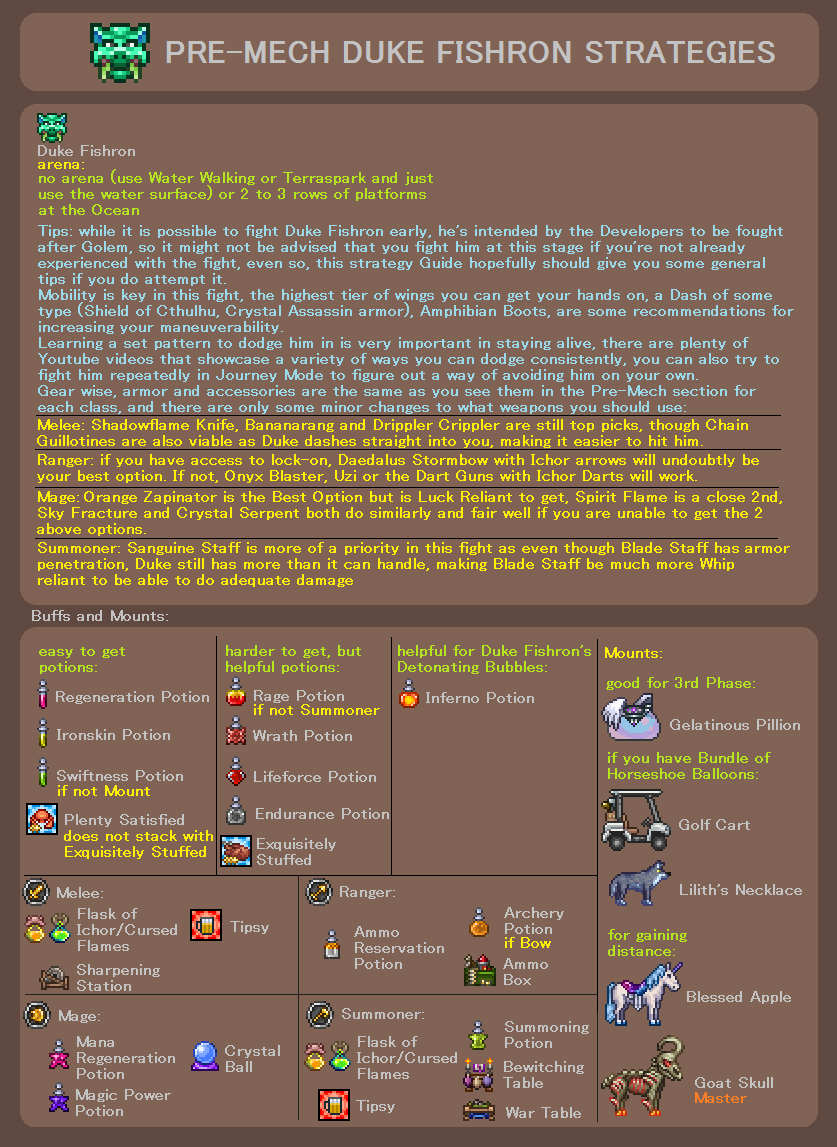 PRE-MECH DUKE FISHRON STRATEGIES
Duke Fishron
arena:
no arena (use Water Walking or Terraspark and just
use the water surface) or 2 to 3 rows of platforms
at the Ocean
Tips: while it is possible to fight Duke Fishron early, he's intended by the Developers to be fought
after Golem, so it might not be advised that you fight him at this stage if you're not already
experienced with the fight, even so, this strategy Guide hopefully should give you some general
tips if you do attempt it.
Mobility is key in this fight, the highest tier of wings you can get your hands on, a Dash of some
type (Shield of Cthulhu, Crystal Assassin armor), Amphibian Boots, are some recommendations for
increasing your maneuverability.
Learning a set pattern to dodge him in is very important in staying alive, there are plenty of
Youtube videos that showcase a variety of ways you can dodge consistently, you can also try to
fight him repeatedly in Journey Mode to figure out a way of avoiding him on your own.
Gear wise, armor and accessories are the same as you see them in the Pre-Mech section for
each class, and there are only some minor changes to what weapons you should use:
Melee: Shadowflame Knife, Bananarang and Drippler Crippler are still top picks, though Chain
Guillotines are also viable as Duke dashes straight into you, making it easier to hit him.
Ranger: if you have access to lock-on, Daedalus Stormbow with Ichor arrows will undoubtly be
your best option. If not, Onyx Blaster, Uzi or the Dart Guns with Ichor Darts will work.
Mage: Orange Zapinator is the Best Option but is Luck Reliant to get, Spirit Flame is a close 2nd,
Sky Fracture and Crystal Serpent both do similarly and fair well if you are unable to get the 2
above options.
Summoner: Sanguine Staff is more of a priority in this fight as even though Blade Staff has armor
penetration, Duke still has more than it can handle, making Blade Staff be much more Whip
reliant to be able to do adequate damage
Buffs and Mounts:
easy to get
potions:
Regeneration Potion
Ironskin Potion
Swiftness Potion
if not Mount
Plenty Satisfied
does not stack with
Exquisitely Stuffed
harder to get, but
helpful potions:
Rage Potion
if not Summoner
Wrath Potion
Lifeforce Potion
Endurance Potion
Exquisitely
Stuffed
helpful for Duke Fishron's
Detonating Bubbles:
Inferno Potion
Mounts:
good for 3rd Phase:
Gelatinous Pillion
if you have Bundle of
Horseshoe Balloons:
Golf Cart
Lilith's Necklace
for gaining
distance:
Blessed Apple
Goat Skull
Master
Melee:
Flask of
Ichor/Cursed
Flames
Tipsy
Sharpening
Station
Ranger:
Ammo
Reservation
Potion
Archery
Potion
if Bow
Ammo
Box
Mage:
Mana
Regeneration
Potion
Crystal
Ball
Magic Power
Potion
Summoner:
Flask of
Ichor/Cursed
Flames
Tipsy
Summoning
Potion
Bewitching
Table
War Table